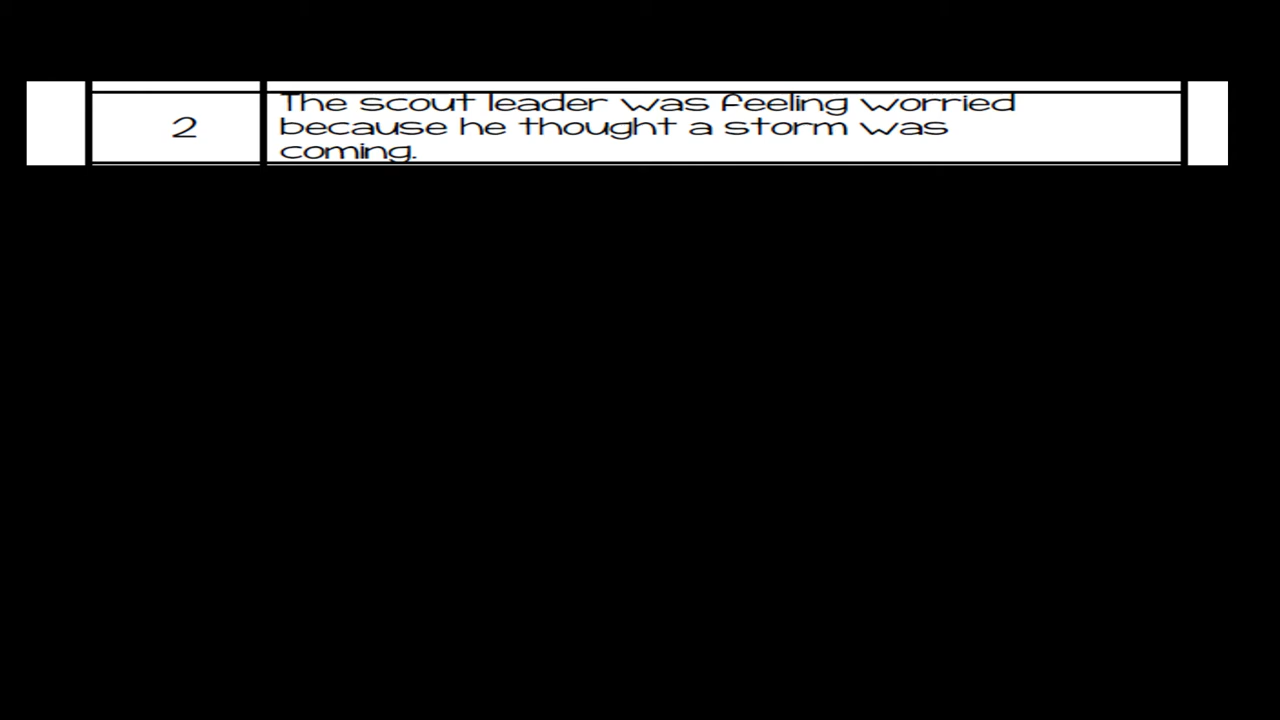 2
The scout leader was feeling worried
because he thought a storm was
coming.